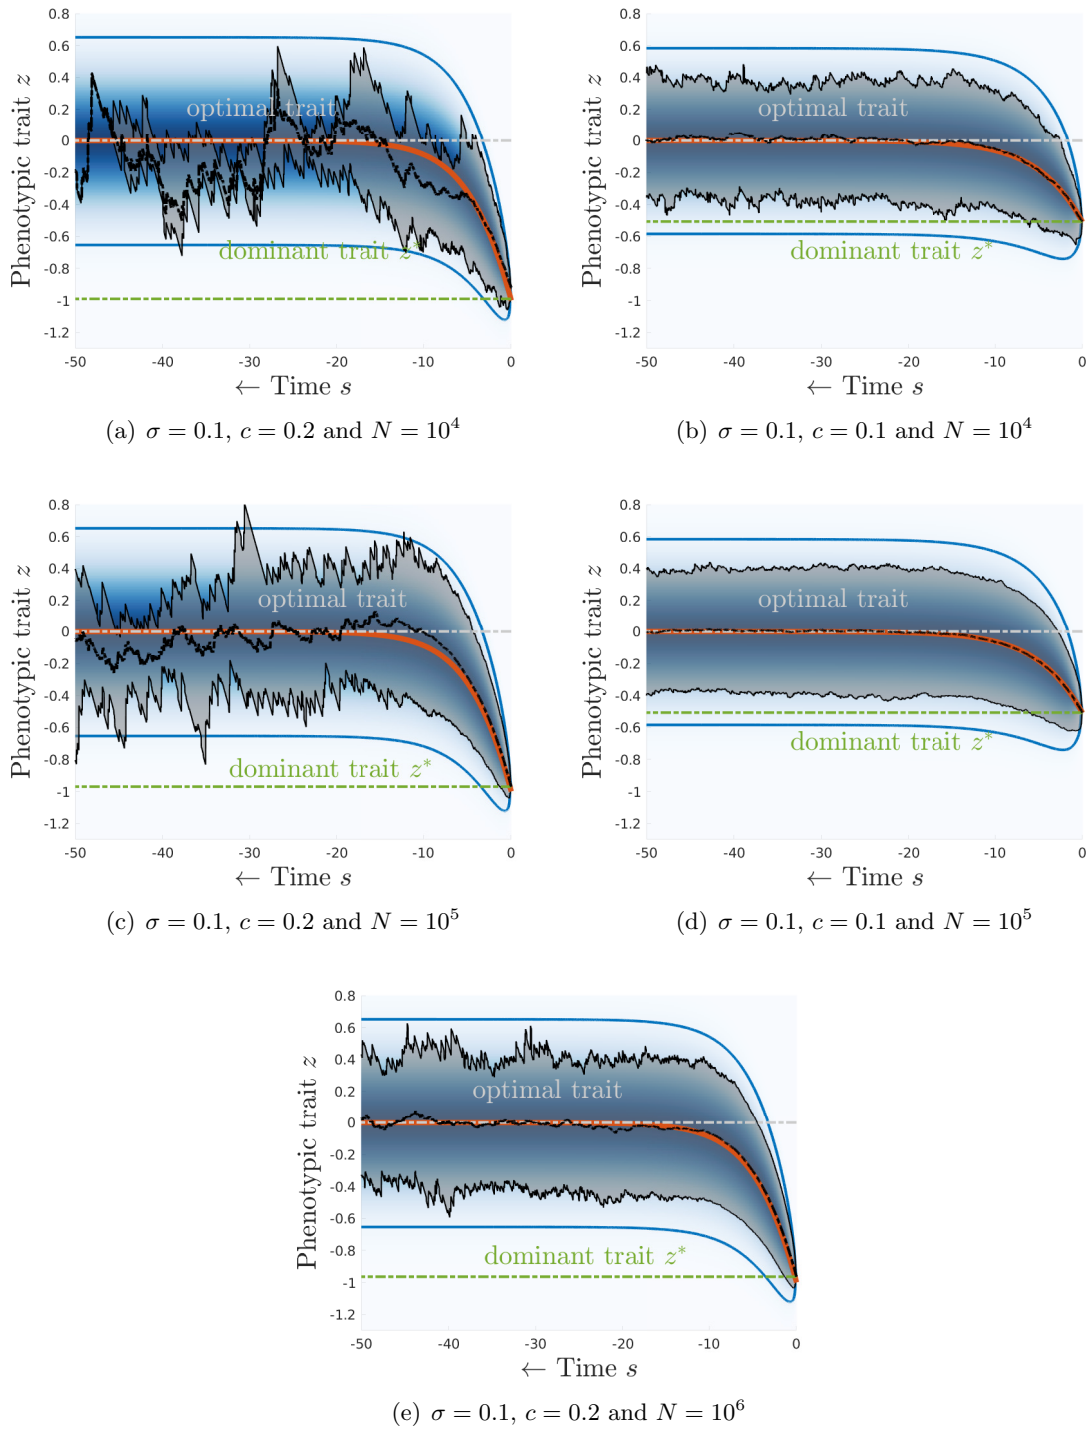 0.8
0.6
0.4
0.2
0
-0.2
-0.4
-0.6
-0.8
-1
-1.2
Phenotypic trait z
optimal trait
dominant trait z*
-50 -40 -30 -20 -10 0
← Time s
(a) σ = 0.1, c = 0.2 and N = 10⁴
0.8
0.6
0.4
0.2
0
-0.2
-0.4
-0.6
-0.8
-1
-1.2
Phenotypic trait z
optimal trait
dominant trait z*
-50 -40 -30 -20 -10 0
← Time s
(b) σ = 0.1, c = 0.1 and N = 10⁴
0.8
0.6
0.4
0.2
0
-0.2
-0.4
-0.6
-0.8
-1
-1.2
Phenotypic trait z
optimal trait
dominant trait z*
-50 -40 -30 -20 -10 0
← Time s
(c) σ = 0.1, c = 0.2 and N = 10⁵
0.8
0.6
0.4
0.2
0
-0.2
-0.4
-0.6
-0.8
-1
-1.2
Phenotypic trait z
optimal trait
dominant trait z*
-50 -40 -30 -20 -10 0
← Time s
(d) σ = 0.1, c = 0.1 and N = 10⁵
0.8
0.6
0.4
0.2
0
-0.2
-0.4
-0.6
-0.8
-1
-1.2
Phenotypic trait z
optimal trait
dominant trait z*
-50 -40 -30 -20 -10 0
← Time s
(e) σ = 0.1, c = 0.2 and N = 10⁶